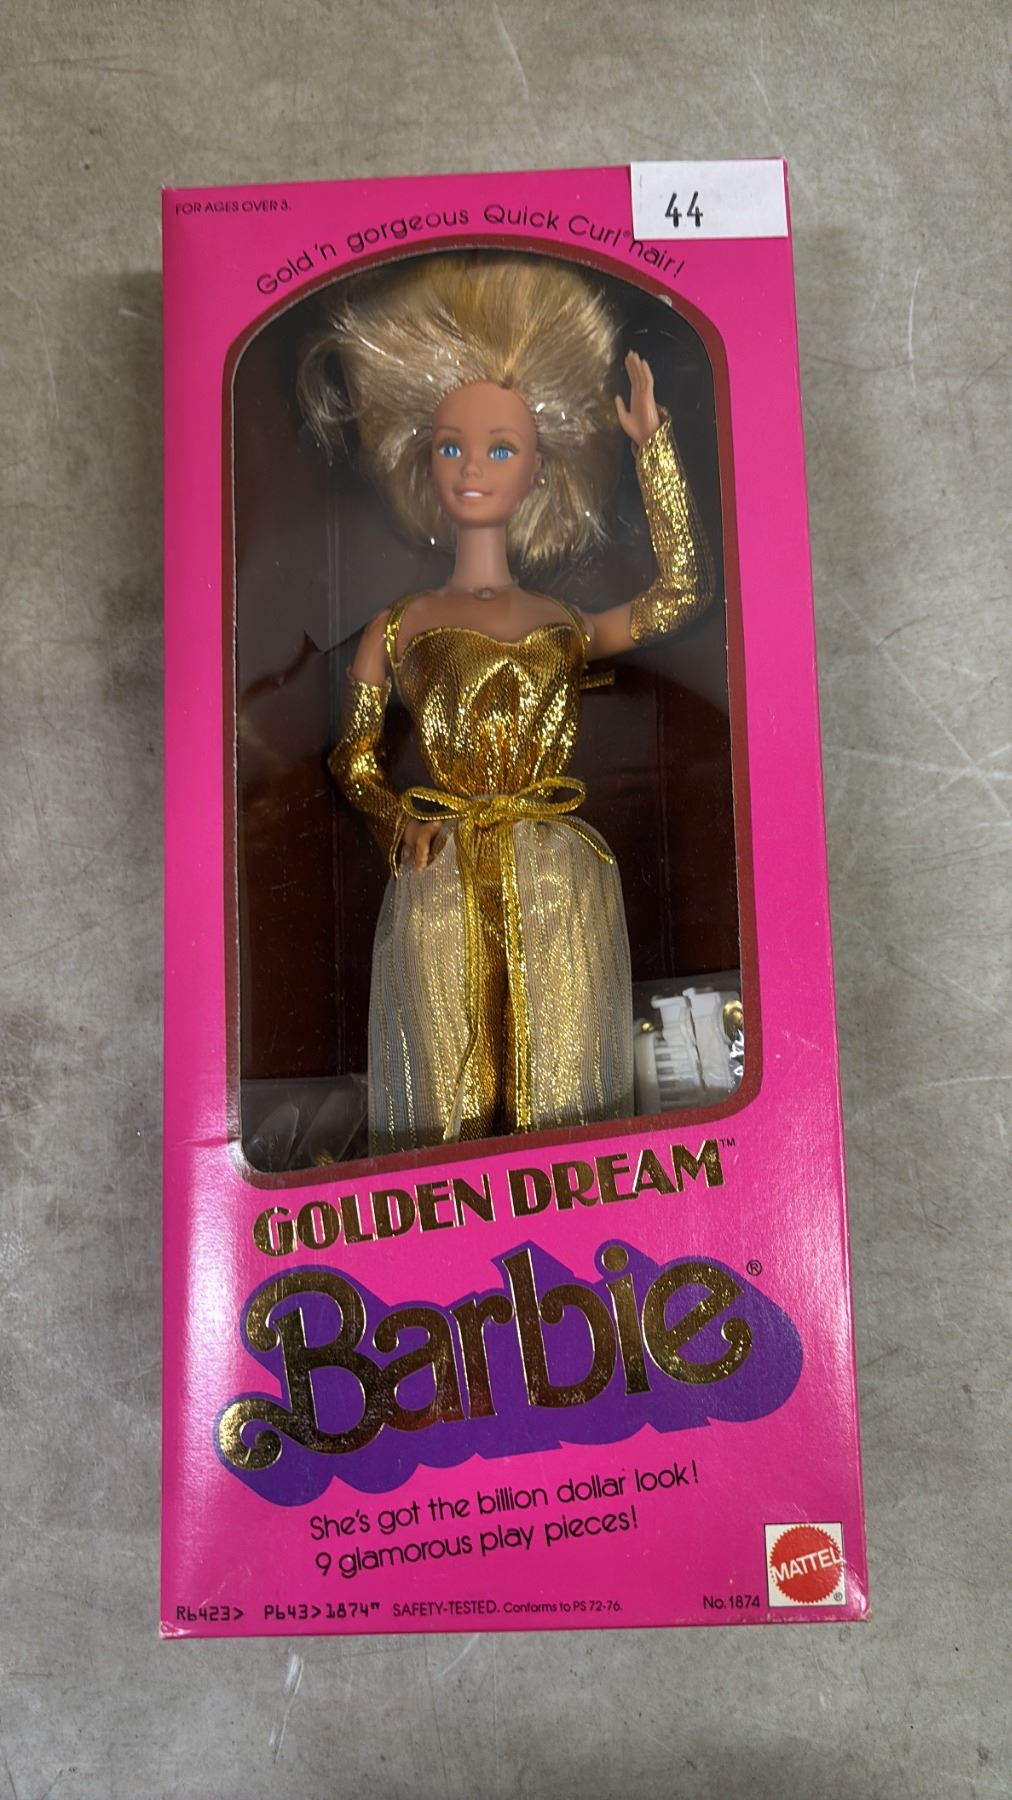 FOR AGES OVER 3.
44
Gold 'n gorgeous Quick Curl® hair!
GOLDEN DREAM™
Barbie®
She's got the billion dollar look!
9 glamorous play pieces!
MATTEL®
R6423> P643>1874" SAFETY-TESTED. Conforms to PS 72-76. No. 1874